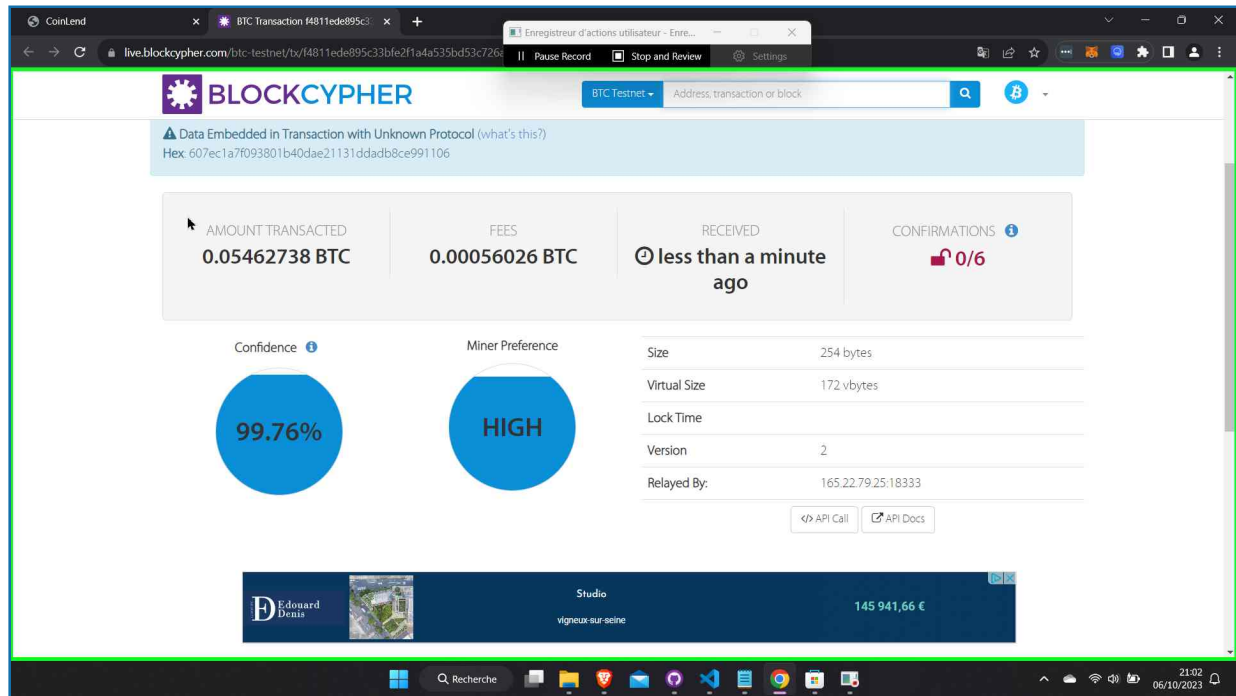 CoinLend
BTC Transaction f4811ede895c3
Enregistreur d'actions utilisateur - Enre...
live.blockcypher.com/btc-testnet/tx/f4811ede895c33bfe2f1a4a535bd53c726a
Pause Record
Stop and Review
Settings
BLOCKCYPHER
BTC Testnet
Address, transaction or block
Data Embedded in Transaction with Unknown Protocol (what's this?)
Hex: 607ec1a7f093801b40dae21131ddadb8ce991106
AMOUNT TRANSACTED
0.05462738 BTC
FEES
0.00056026 BTC
RECEIVED
less than a minute
ago
CONFIRMATIONS
0/6
Confidence
99.76%
Miner Preference
HIGH
Size 254 bytes
Virtual Size 172 vbytes
Lock Time
Version 2
Relayed By: 165.22.79.25:18333
</> API Call
API Docs
Edouard
Denis
Studio
vigneux-sur-seine
145 941,66 €
Recherche
21:02
06/10/2023